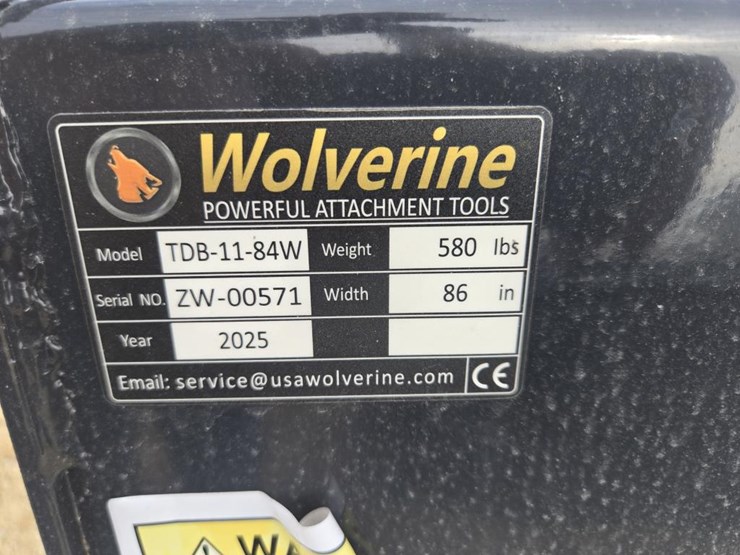 Wolverine
POWERFUL ATTACHMENT TOOLS
Model TDB-11-84W Weight 580 lbs
Serial NO. ZW-00571 Width 86 in
Year 2025
Email: service@usawolverine.com CE